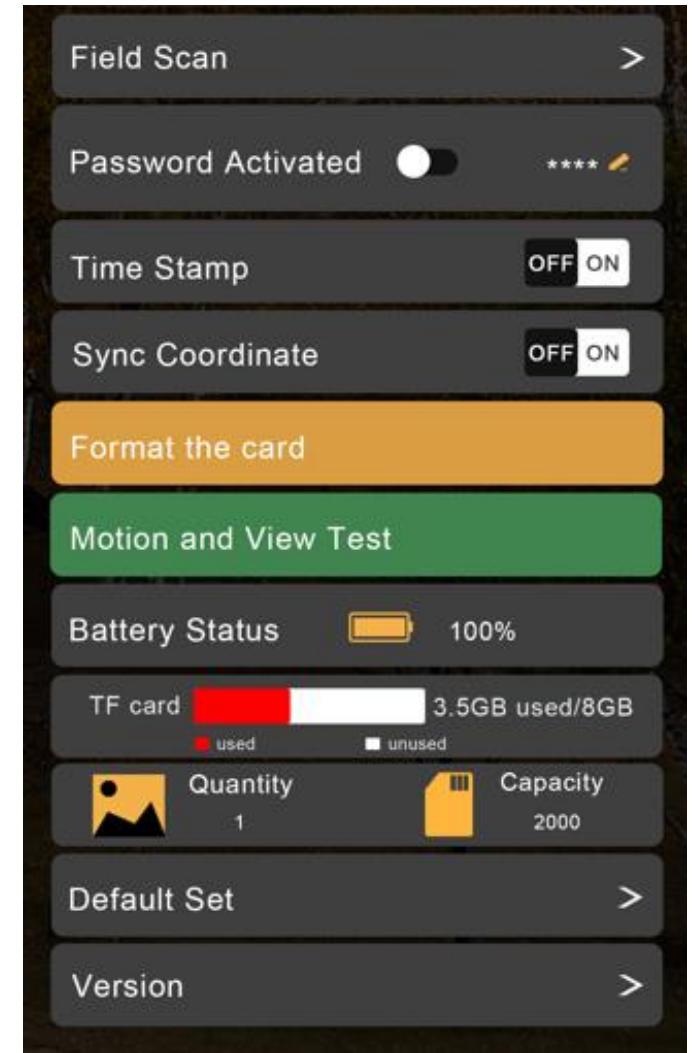 Field Scan >
Password Activated ****
Time Stamp OFF ON
Sync Coordinate OFF ON
Format the card
Motion and View Test
Battery Status 100%
TF card 3.5GB used/8GB
used unused
Quantity Capacity
1 2000
Default Set >
Version >